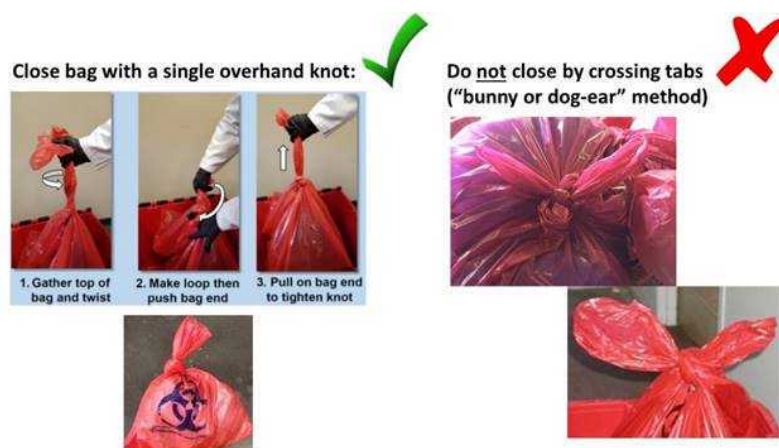 Close bag with a single overhand knot:
1. Gather top of
bag and twist
2. Make loop then
push bag end
3. Pull on bag end
to tighten knot
Do not close by crossing tabs
(“bunny or dog-ear” method)